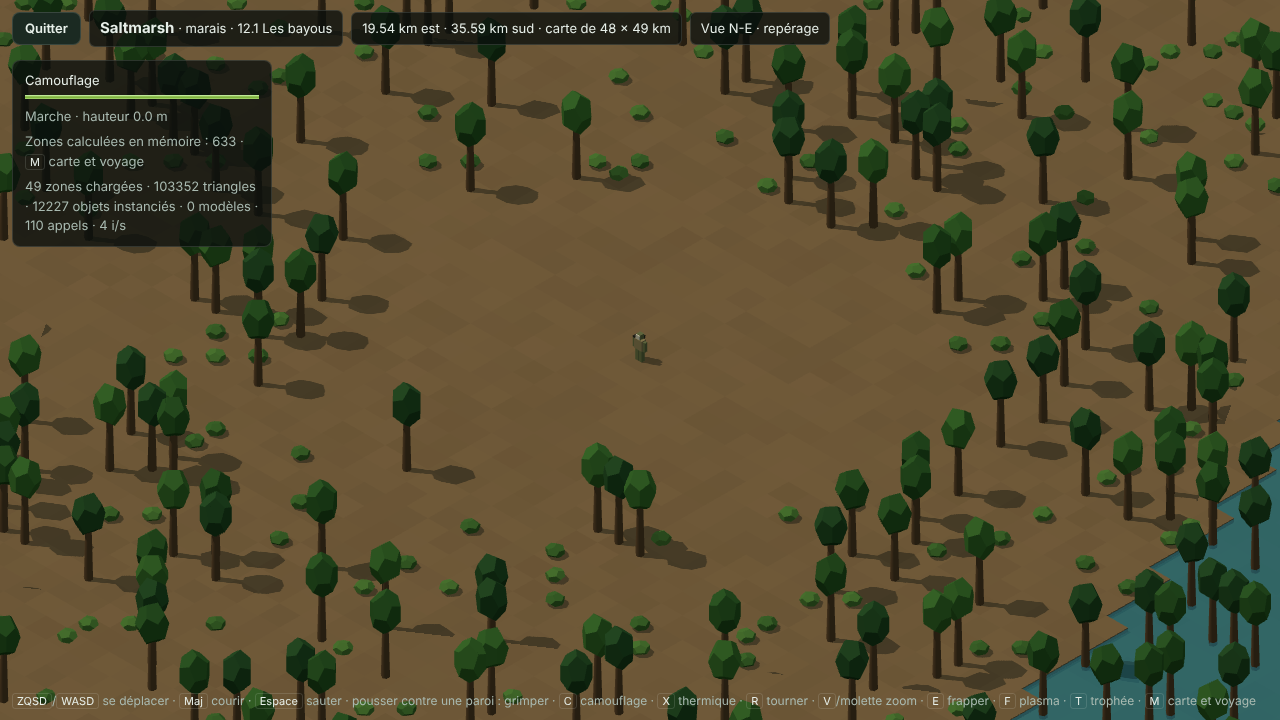 Quitter
Saltmarsh · marais · 12.1 Les bayous
19.54 km est · 35.59 km sud · carte de 48 × 49 km
Vue N-E · repérage
Camouflage
Marche · hauteur 0.0 m
Zones calculées en mémoire : 633 ·
M carte et voyage
49 zones chargées · 103352 triangles
· 12227 objets instanciés · 0 modèles ·
110 appels · 4 i/s
ZQSD / WASD se déplacer · Maj courir · Espace sauter · pousser contre une paroi : grimper · C camouflage · X thermique · R tourner · V /molette zoom · E frapper · F plasma · T trophée · M carte et voyage